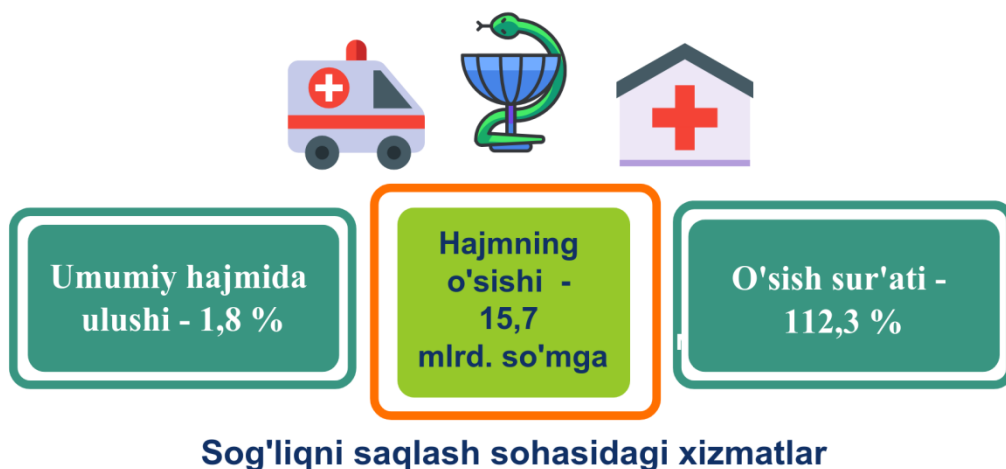 Umumiy hajmida
ulushi - 1,8 %
Hajmning
o'sishi -
15,7
mlrd. so'mga
O'sish sur'ati -
112,3 %
Sog'liqni saqlash sohasidagi xizmatlar